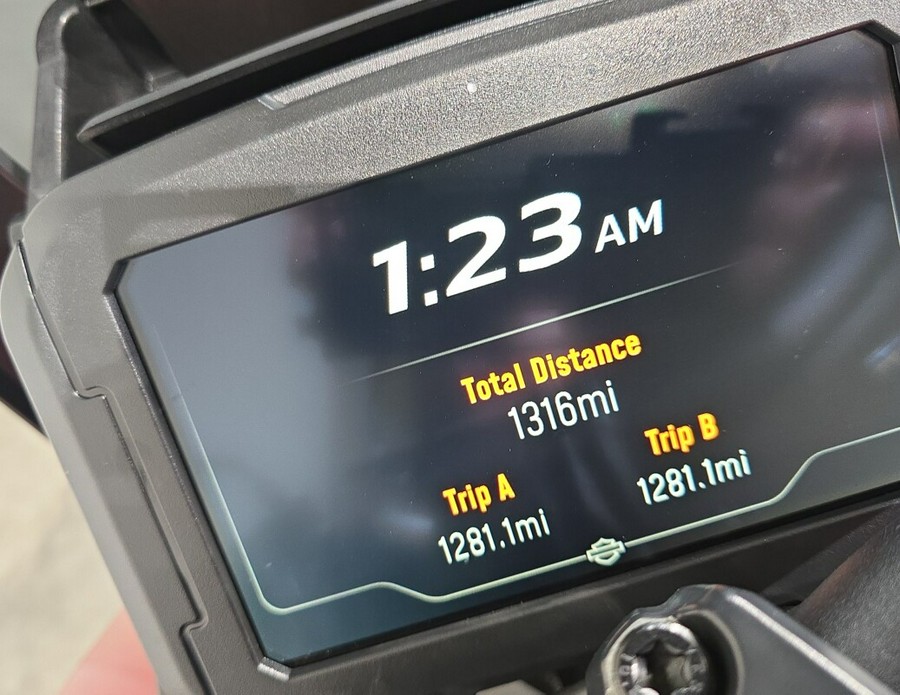 1:23 AM
Total Distance
1316mi
Trip A
1281.1mi
Trip B
1281.1mi